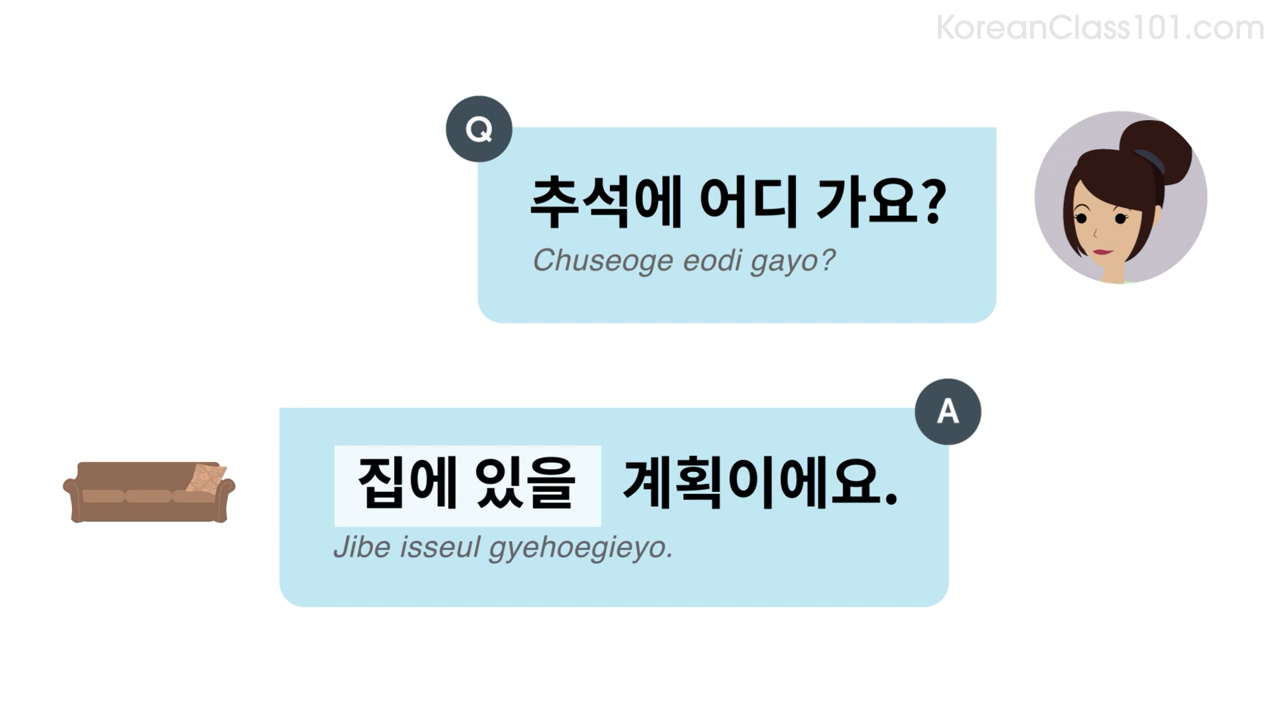 KoreanClass101.com
Q
추석에 어디 가요?
Chuseoge eodi gayo?
A
집에 있을 계획이에요.
Jibe isseul gyehoegieyo.